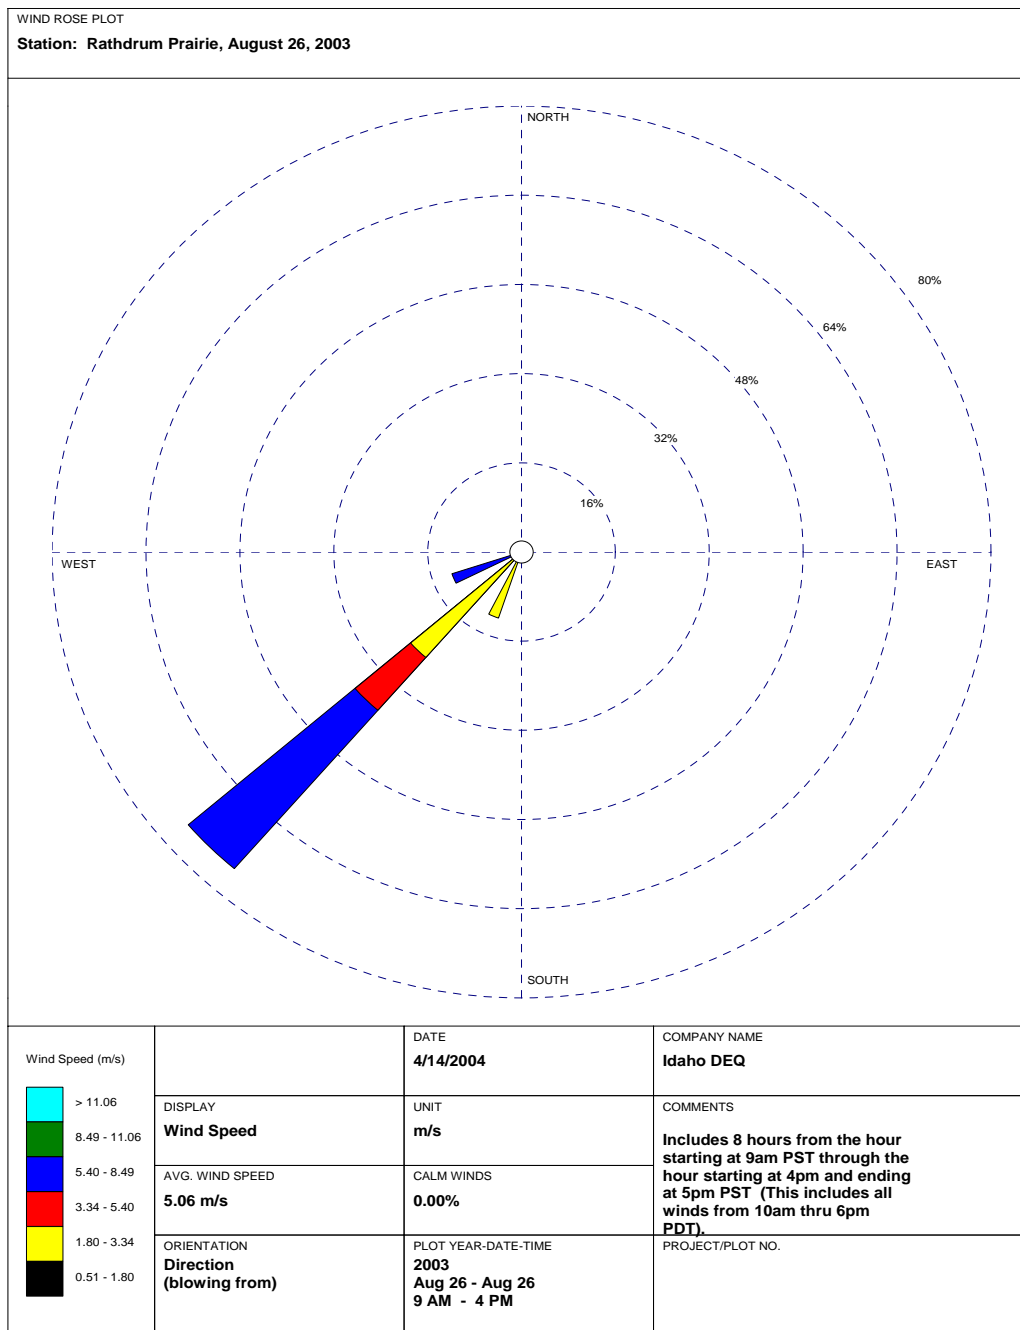 WIND ROSE PLOT
Station:  Rathdrum Prairie, August 26, 2003
NORTH
80%
64%
48%
32%
16%
WEST
EAST
SOUTH
Wind Speed (m/s)
> 11.06
8.49 - 11.06
5.40 - 8.49
3.34 - 5.40
1.80 - 3.34
0.51 - 1.80
DATE
4/14/2004
COMPANY NAME
Idaho DEQ
DISPLAY
Wind Speed
UNIT
m/s
COMMENTS
Includes 8 hours from the hour
starting at 9am PST through the
hour starting at 4pm and ending
at 5pm PST  (This includes all
winds from 10am thru 6pm
PDT).
AVG. WIND SPEED
5.06 m/s
CALM WINDS
0.00%
ORIENTATION
Direction
(blowing from)
PLOT YEAR-DATE-TIME
2003
Aug 26 - Aug 26
9 AM  -  4 PM
PROJECT/PLOT NO.